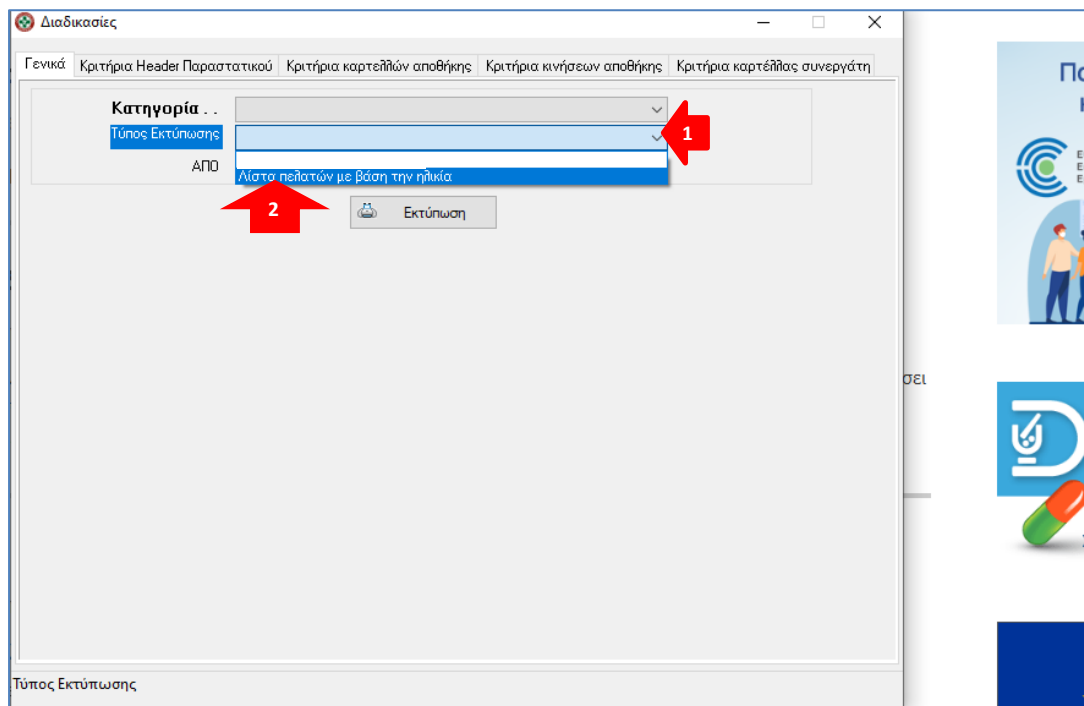 Διαδικασίες
Γενικά Κριτήρια Header Παραστατικού Κριτήρια καρτελλών αποθήκης Κριτήρια κινήσεων αποθήκης Κριτήρια καρτέλλας συνεργάτη
Κατηγορία . .
Τύπος Εκτύπωσης
1
ΑΠΟ
Λίστα πελατών με βάση την ηλικία
2
Εκτύπωση
Τύπος Εκτύπωσης
σει